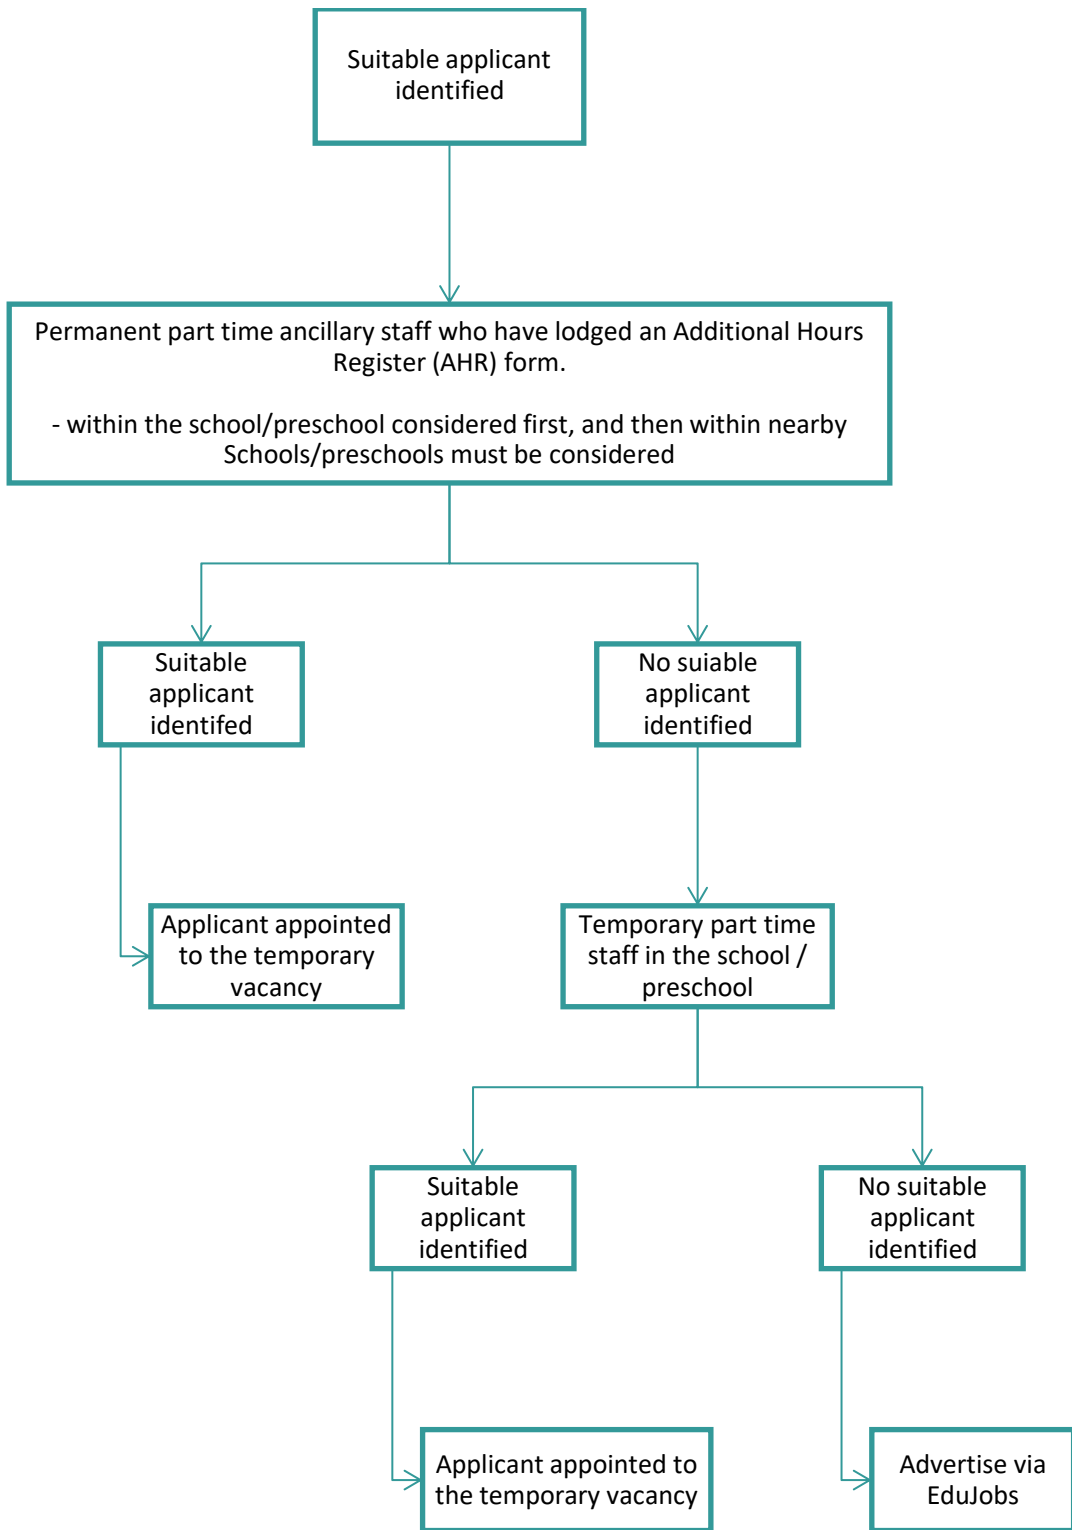 Suitable applicant
identified
Permanent part time ancillary staff who have lodged an Additional Hours
Register (AHR) form.
- within the school/preschool considered first, and then within nearby
Schools/preschools must be considered
Suitable
applicant
identifed
No suiable
applicant
identified
Applicant appointed
to the temporary
vacancy
Temporary part time
staff in the school /
preschool
Suitable
applicant
identified
No suitable
applicant
identified
Applicant appointed to
the temporary vacancy
Advertise via
EduJobs